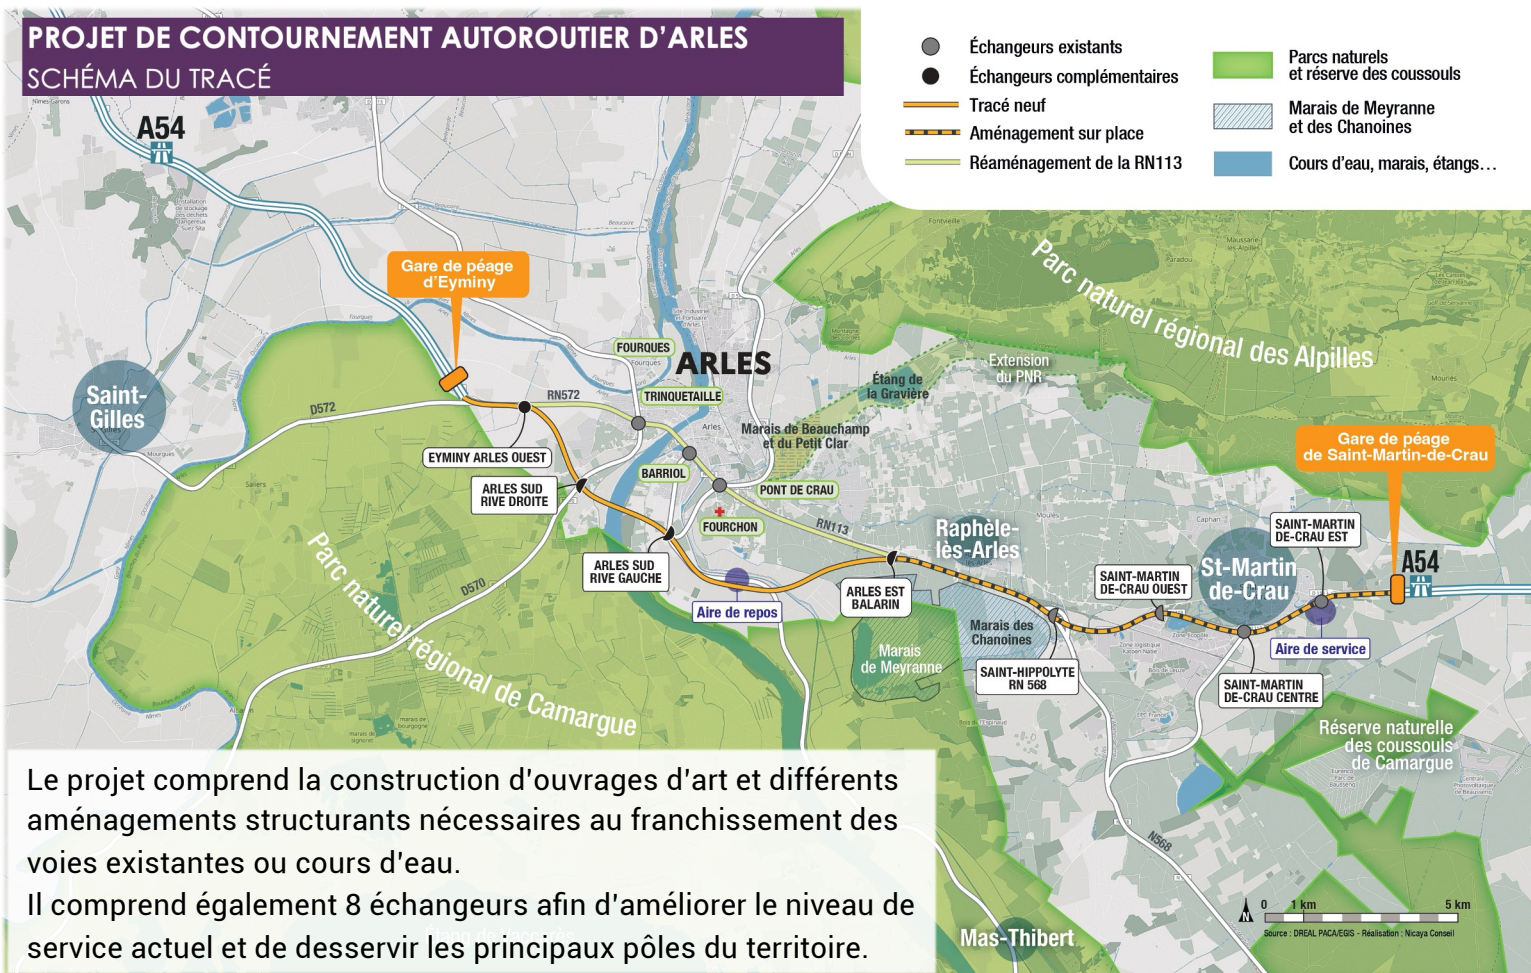 PROJET DE CONTOURNEMENT AUTOROUTIER D'ARLES
SCHÉMA DU TRACÉ
Échangeurs existants
Échangeurs complémentaires
Tracé neuf
Aménagement sur place
Réaménagement de la RN113
Parcs naturels
et réserve des coussouls
Marais de Meyranne
et des Chanoines
Cours d'eau, marais, étangs…
A54
Gare de péage
d'Eyminy
Saint-
Gilles
D572
RN572
FOURQUES
ARLES
TRINQUETAILLE
Arles
Marais de Beauchamp
et du Petit Clar
Étang de
la Gravière
Extension
du PNR
Parc naturel régional des Alpilles
Fontvieille
Maussane-
les-Alpilles
Paradou
Mouriès
EYMINY ARLES OUEST
ARLES SUD
RIVE DROITE
BARRIOL
PONT DE CRAU
FOURCHON
RN113
ARLES SUD
RIVE GAUCHE
Aire de repos
ARLES EST
BALARIN
Raphèle-
lès-Arles
Moulès
Caphan
Gare de péage
de Saint-Martin-de-Crau
A54
SAINT-MARTIN
DE-CRAU EST
St-Martin
de-Crau
SAINT-MARTIN
DE-CRAU OUEST
Aire de service
SAINT-MARTIN
DE-CRAU CENTRE
Marais des
Chanoines
SAINT-HIPPOLYTE
RN 568
Marais
de Meyranne
Parc naturel régional de Camargue
D570
Saliers
Réserve naturelle
des coussouls
de Camargue
N568
Mas-Thibert
N
0 1 km 5 km
Source : DREAL PACA/EGIS - Réalisation : Nicaya Conseil
Le projet comprend la construction d'ouvrages d'art et différents
aménagements structurants nécessaires au franchissement des
voies existantes ou cours d'eau.
Il comprend également 8 échangeurs afin d'améliorer le niveau de
service actuel et de desservir les principaux pôles du territoire.